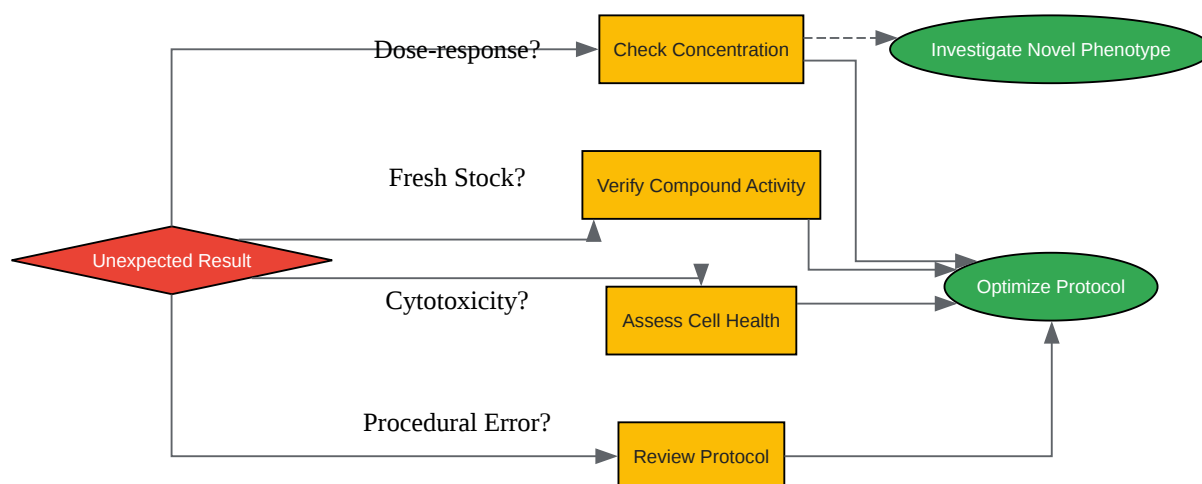 Dose-response?
Check Concentration
Investigate Novel Phenotype
Fresh Stock?
Verify Compound Activity
Unexpected Result
Cytotoxicity?
Assess Cell Health
Optimize Protocol
Procedural Error?
Review Protocol